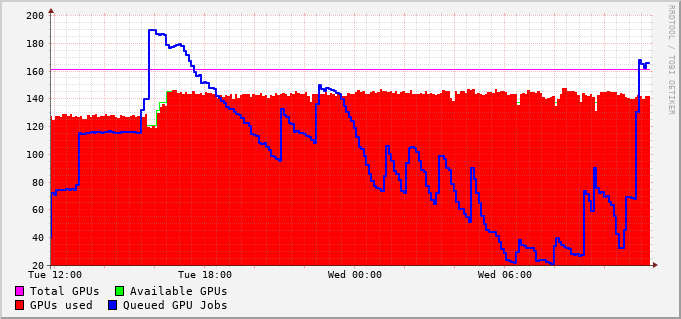 200
180
160
140
120
100
80
60
40
20
Tue 12:00 Tue 18:00 Wed 00:00 Wed 06:00
Total GPUs Available GPUs
GPUs used Queued GPU Jobs
RRDTOOL / TOBI OETIKER